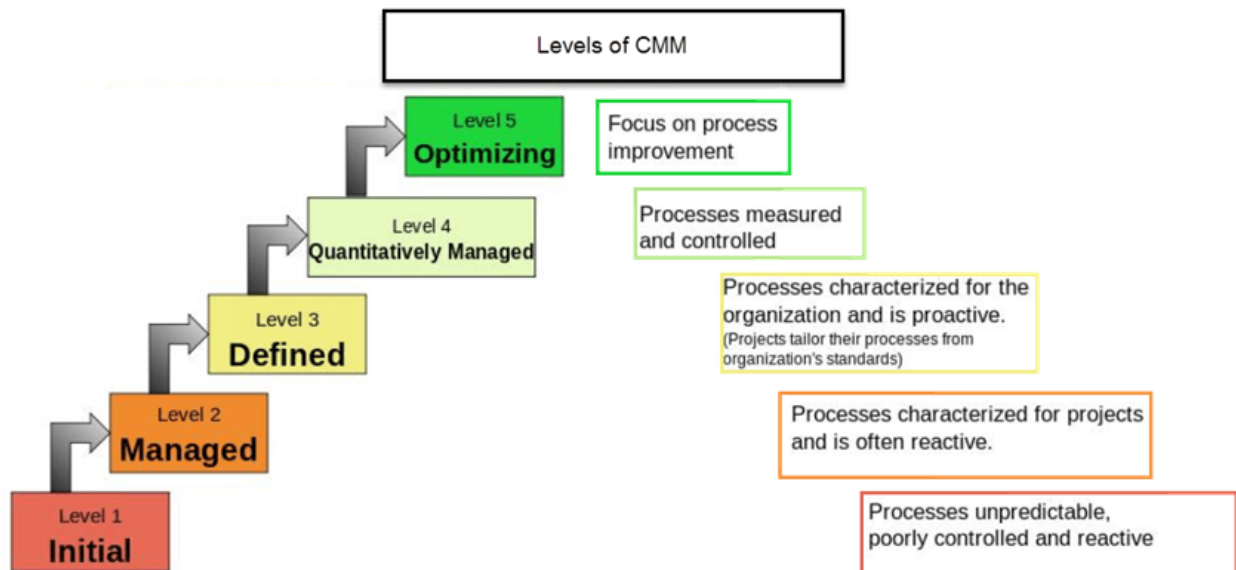 Levels of CMM
Level 5
Optimizing
Focus on process
improvement
Level 4
Quantitatively Managed
Processes measured
and controlled
Level 3
Defined
Processes characterized for the
organization and is proactive.
(Projects tailor their processes from
organization's standards)
Level 2
Managed
Processes characterized for projects
and is often reactive.
Level 1
Initial
Processes unpredictable,
poorly controlled and reactive